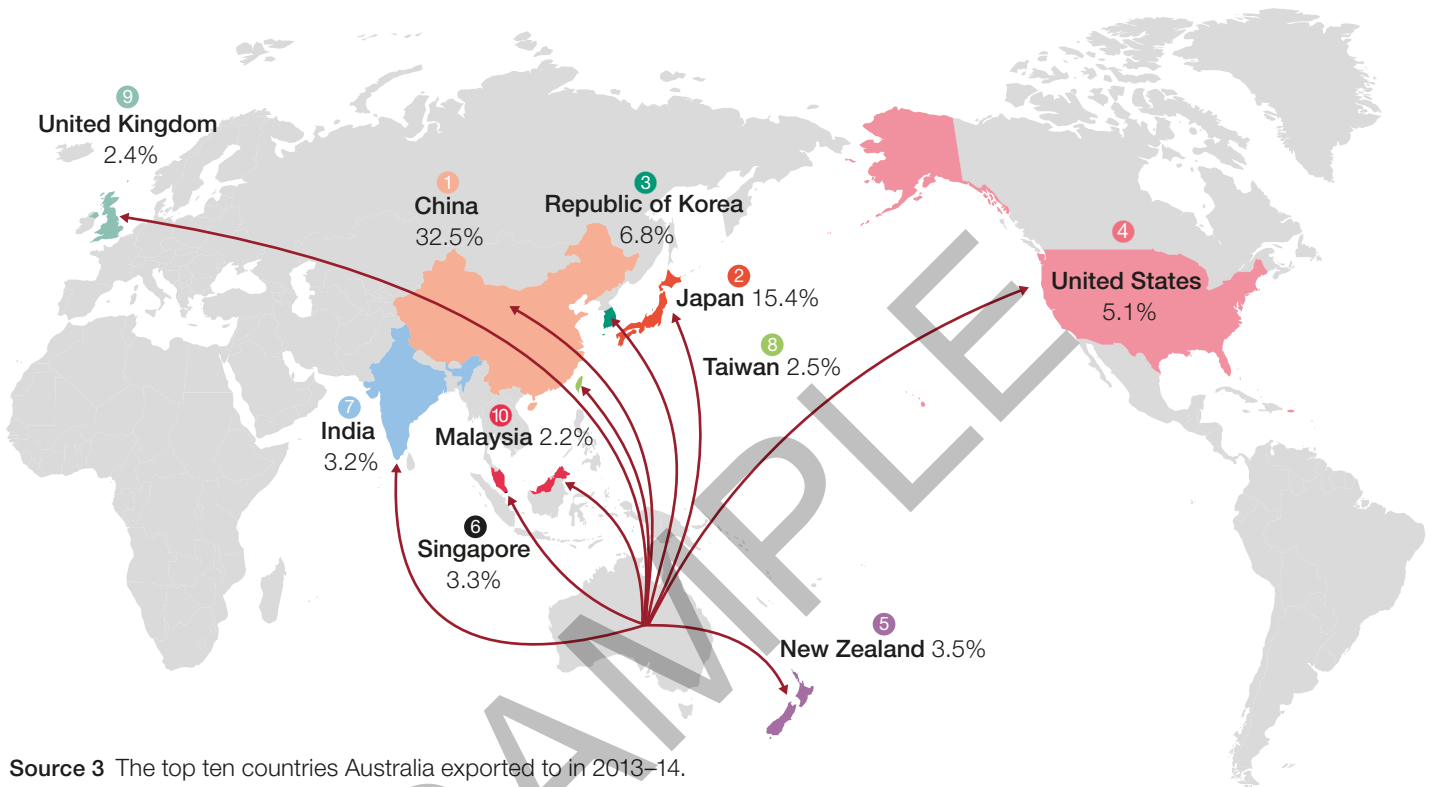 9
United Kingdom
2.4%
1
China
32.5%
3
Republic of Korea
6.8%
2
Japan 15.4%
4
United States
5.1%
8
Taiwan 2.5%
7
India
3.2%
10
Malaysia 2.2%
6
Singapore
3.3%
5
New Zealand 3.5%
Source 3 The top ten countries Australia exported to in 2013–14.
SAMPLE